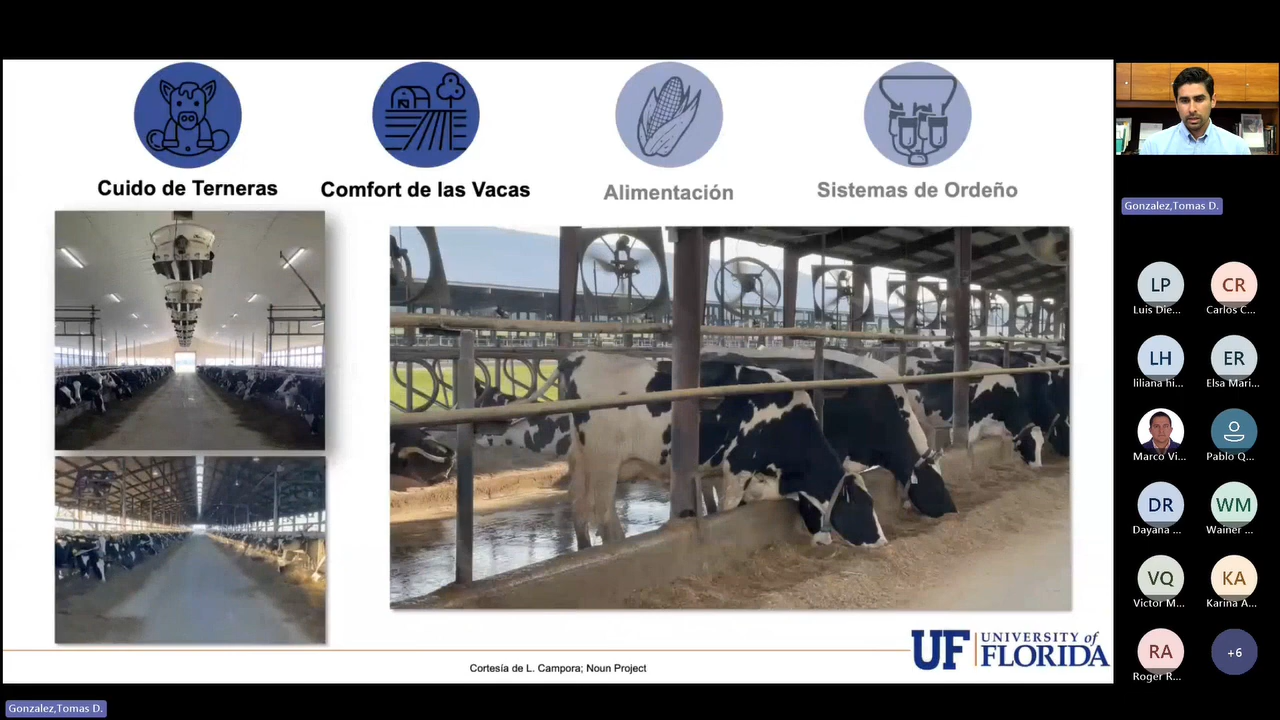 Cuido de Terneras
Comfort de las Vacas
Alimentación
Sistemas de Ordeño
Cortesía de L. Campora; Noun Project
UF UNIVERSITY of FLORIDA
Gonzalez,Tomas D.
LP
Luis Die...
CR
Carlos C...
LH
liliana hi...
ER
Elsa Mari...
Marco Vi...
Pablo Q...
DR
Dayana ...
WM
Wainer ...
VQ
Victor M...
KA
Karina A...
RA
Roger R...
+6
Gonzalez,Tomas D.